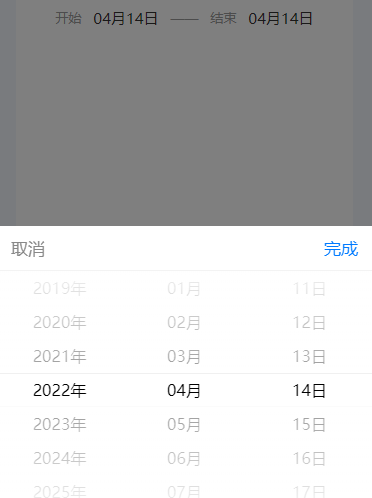 开始 04月14日 —— 结束 04月14日
取消 完成
2019年 01月 11日
2020年 02月 12日
2021年 03月 13日
2022年 04月 14日
2023年 05月 15日
2024年 06月 16日
2025年 07月 17日